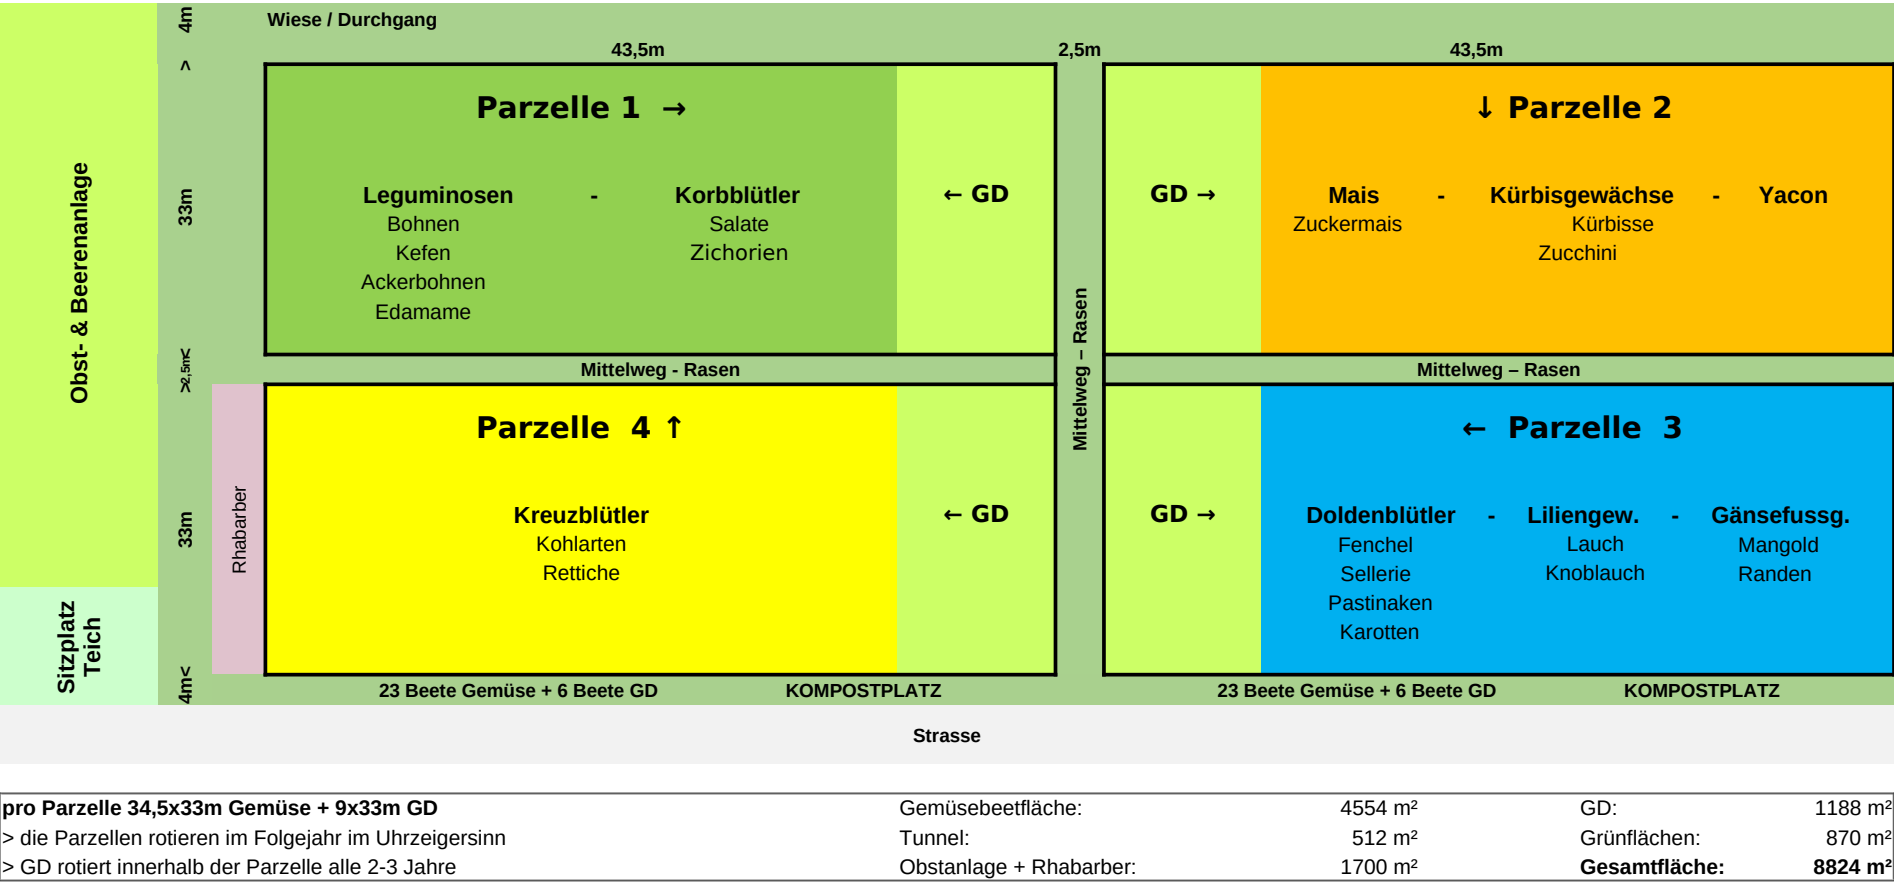 4m
Wiese / Durchgang
43,5m 2,5m 43,5m
>
Parzelle 1 → ↓ Parzelle 2
Obst- & Beerenanlage
33m
Leguminosen - Korbblütler ← GD GD → Mais - Kürbisgewächse - Yacon
Bohnen Salate Zuckermais Kürbisse
Kefen Zichorien Zucchini
Ackerbohnen
Edamame
Mittelweg – Rasen
>2,5m<
Mittelweg - Rasen Mittelweg – Rasen
Parzelle 4 ↑ ← Parzelle 3
Rhabarber
33m
Kreuzblütler ← GD GD → Doldenblütler - Liliengew. - Gänsefussg.
Kohlarten Fenchel Lauch Mangold
Rettiche Sellerie Knoblauch Randen
Pastinaken
Karotten
Sitzplatz
Teich
4m<
23 Beete Gemüse + 6 Beete GD KOMPOSTPLATZ 23 Beete Gemüse + 6 Beete GD KOMPOSTPLATZ
Strasse
pro Parzelle 34,5x33m Gemüse + 9x33m GD Gemüsebeetfläche: 4554 m² GD: 1188 m²
> die Parzellen rotieren im Folgejahr im Uhrzeigersinn Tunnel: 512 m² Grünflächen: 870 m²
> GD rotiert innerhalb der Parzelle alle 2-3 Jahre Obstanlage + Rhabarber: 1700 m² Gesamtfläche: 8824 m²